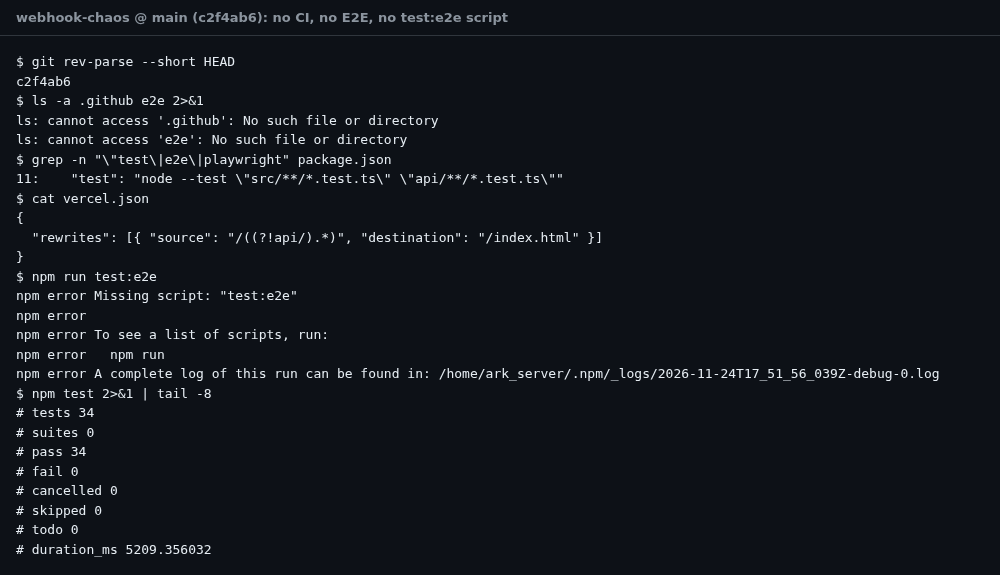 webhook-chaos @ main (c2f4ab6): no CI, no E2E, no test:e2e script
$ git rev-parse --short HEAD
c2f4ab6
$ ls -a .github e2e 2>&1
ls: cannot access '.github': No such file or directory
ls: cannot access 'e2e': No such file or directory
$ grep -n "\"test\|e2e\|playwright" package.json
11:    "test": "node --test \"src/**/*.test.ts\" \"api/**/*.test.ts\""
$ cat vercel.json
{
  "rewrites": [{ "source": "/((?!api/).*)", "destination": "/index.html" }]
}
$ npm run test:e2e
npm error Missing script: "test:e2e"
npm error
npm error To see a list of scripts, run:
npm error   npm run
npm error A complete log of this run can be found in: /home/ark_server/.npm/_logs/2026-11-24T17_51_56_039Z-debug-0.log
$ npm test 2>&1 | tail -8
# tests 34
# suites 0
# pass 34
# fail 0
# cancelled 0
# skipped 0
# todo 0
# duration_ms 5209.356032